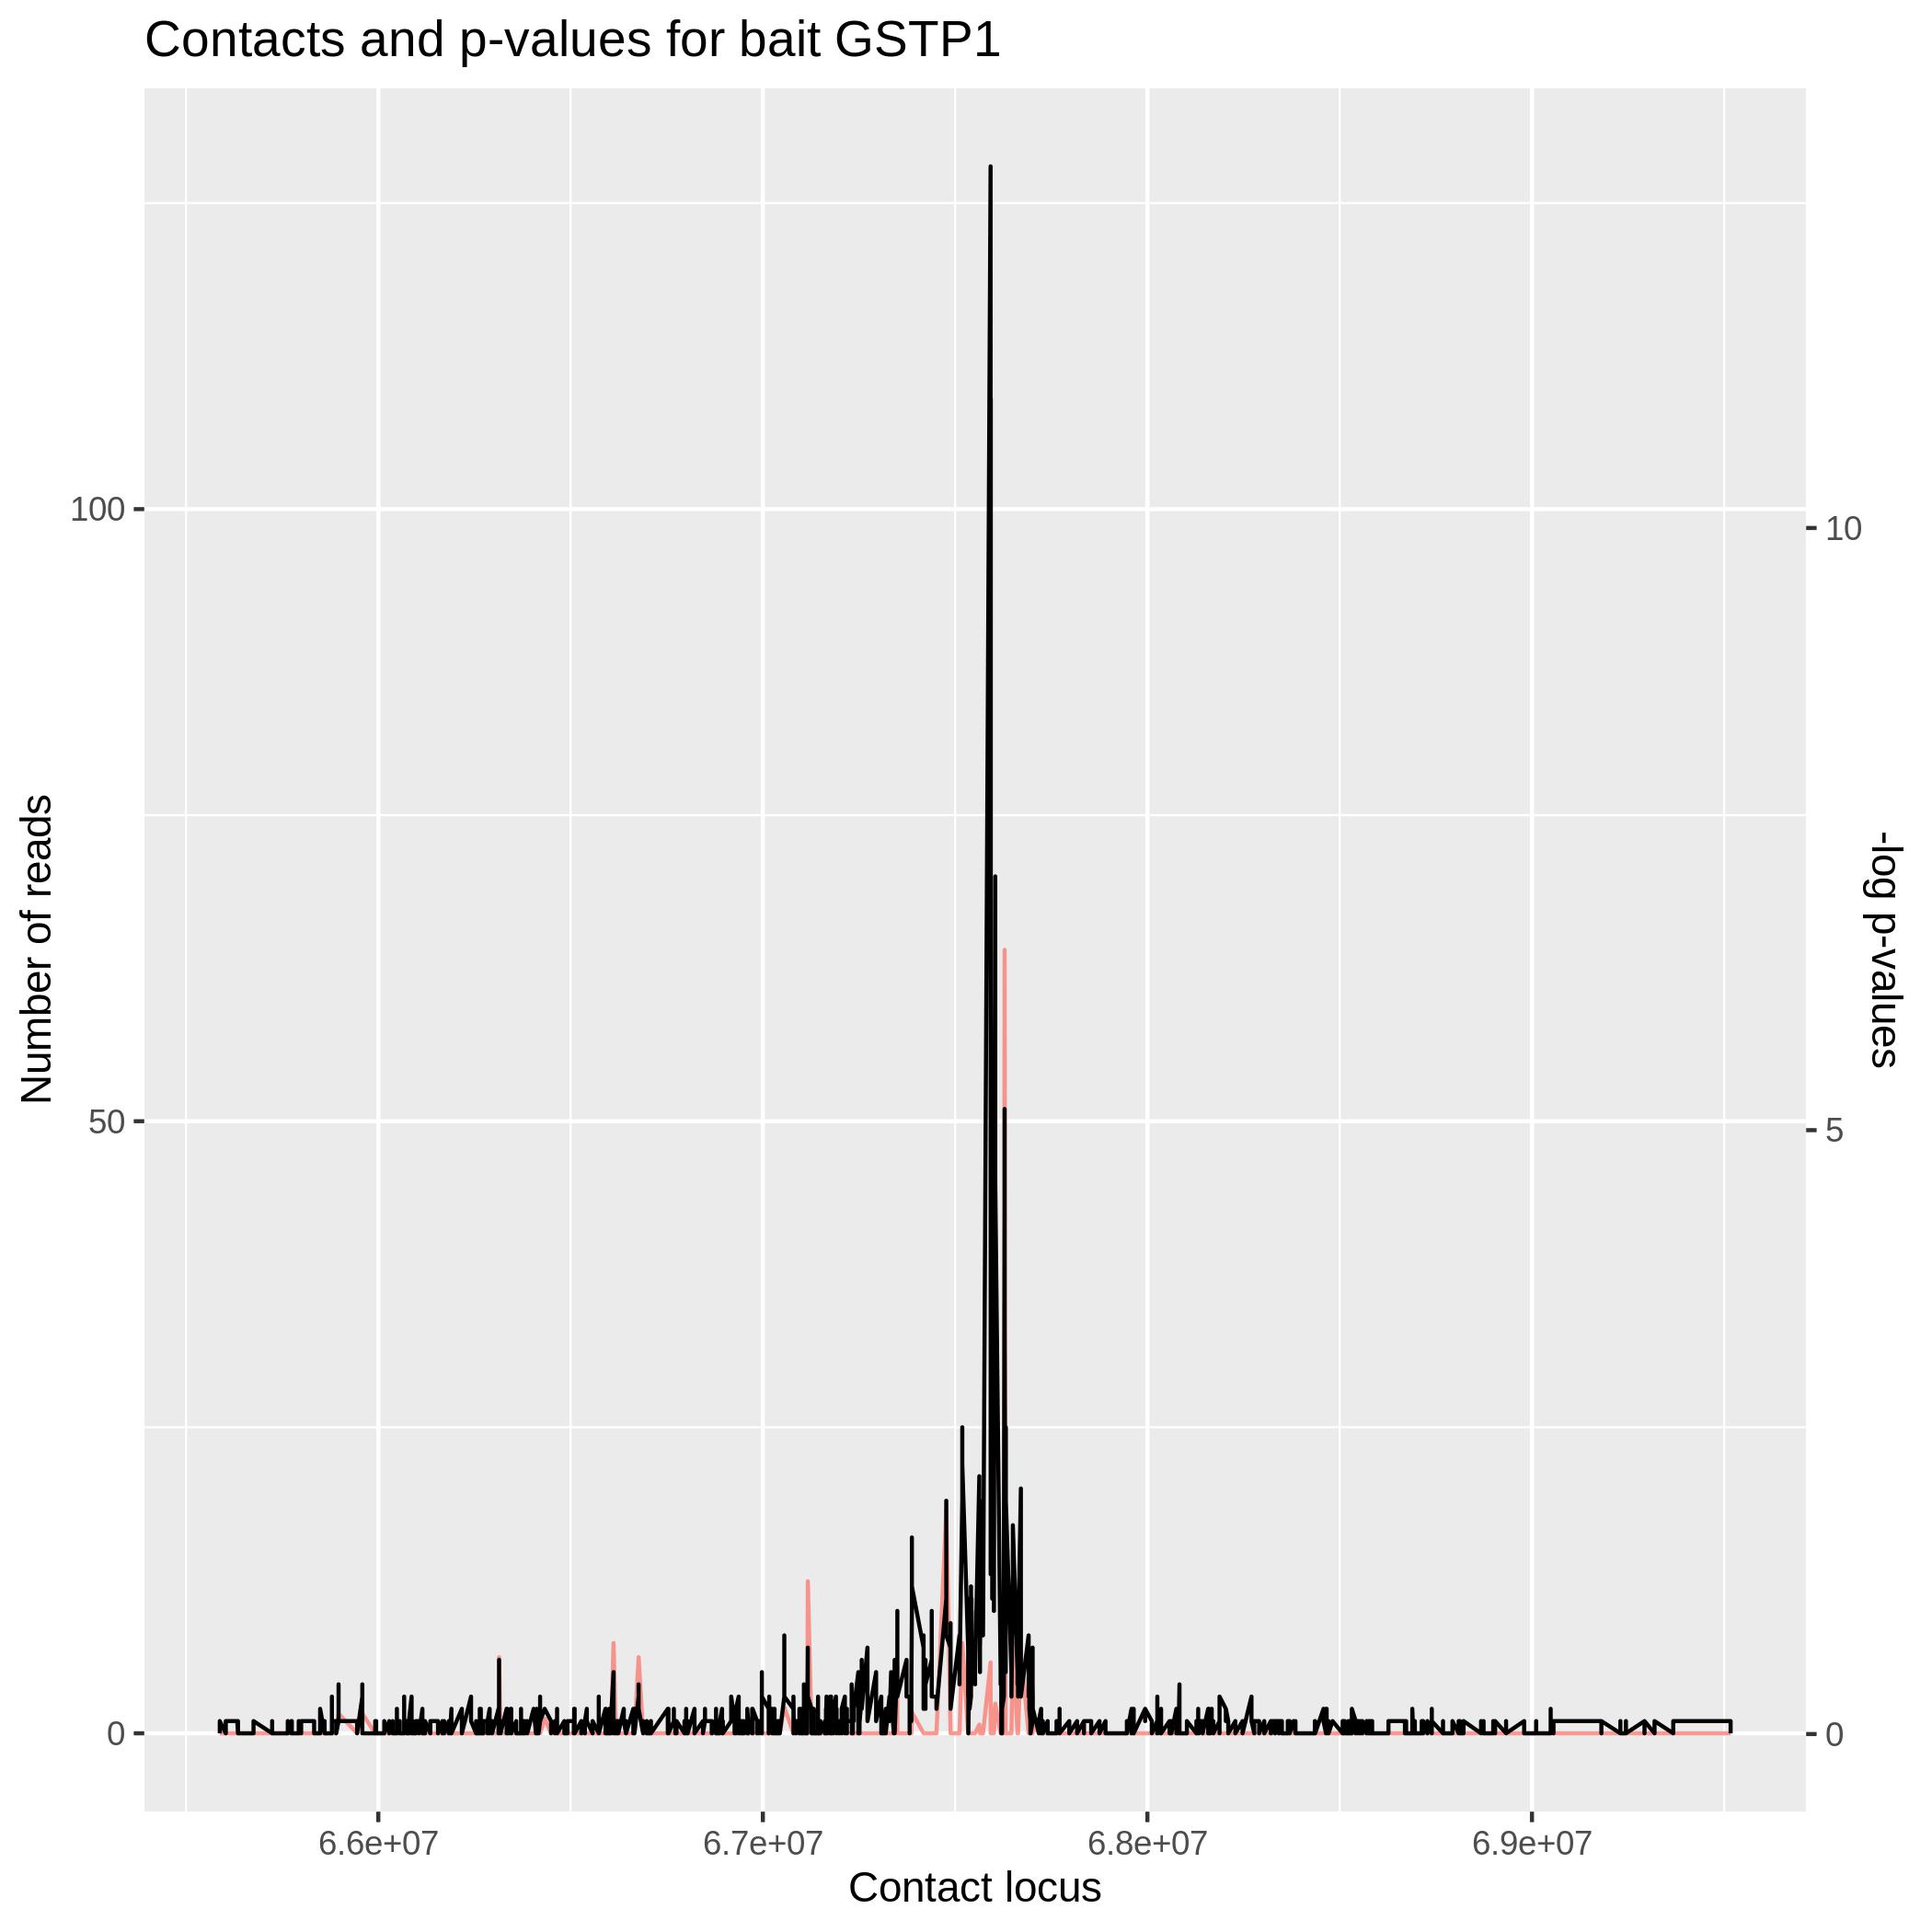 Contacts and p-values for bait GSTP1
Number of reads
100
50
0
10
5
0
-log p-values
6.6e+07 6.7e+07 6.8e+07 6.9e+07
Contact locus